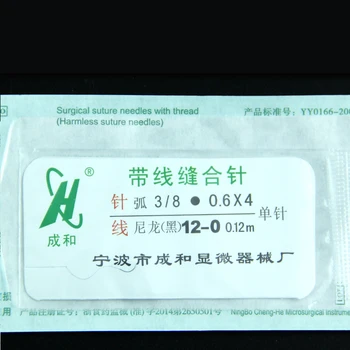 Surgical suture needles with thread
(Harmless suture needles)
产品标准号: YY0166-200
带线缝合针
®
成和
针 弧 3/8 ● 0.6X4
单针
线 尼龙(黑)12-0 0.12m
宁波市成和显微器械厂
Ningbo Cheng-He Microsurgical Instrument